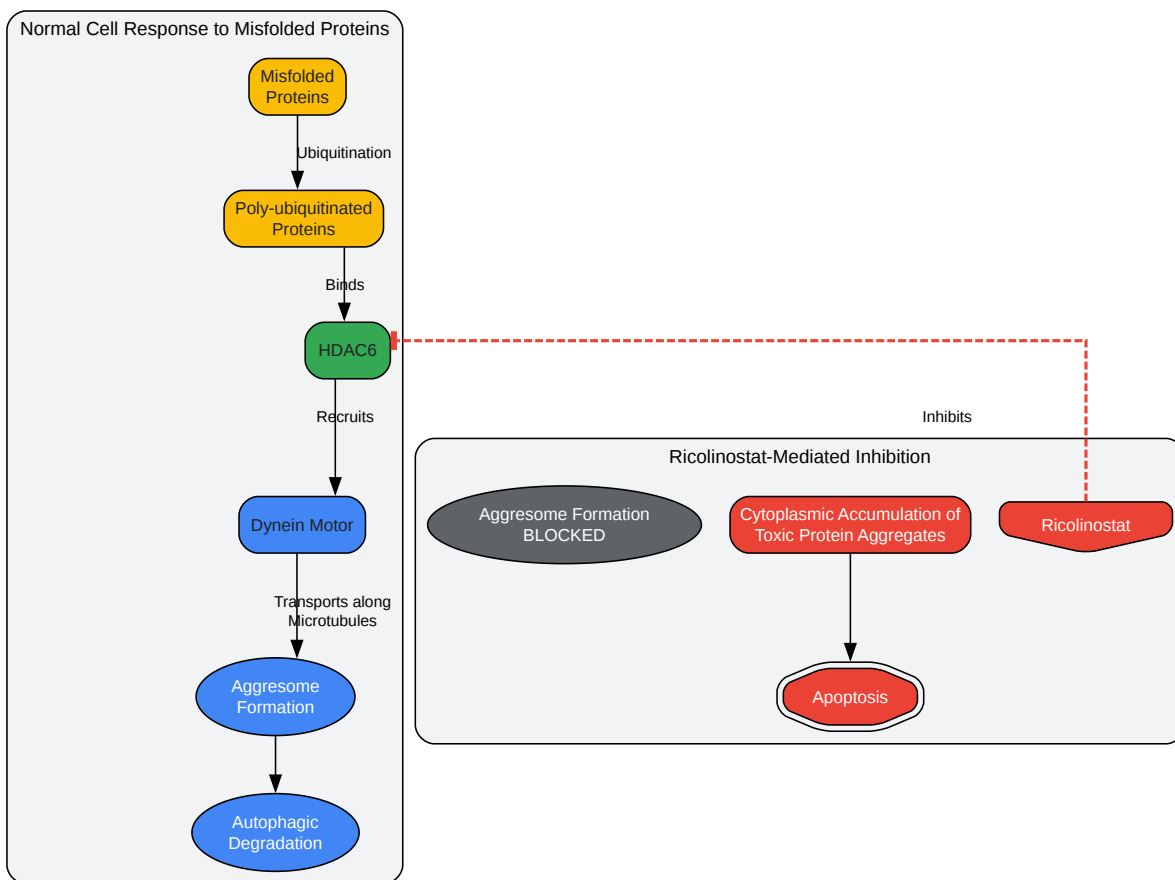 Normal Cell Response to Misfolded Proteins
Misfolded
Proteins
Ubiquitination
Poly-ubiquitinated
Proteins
Binds
HDAC6
Recruits
Dynein Motor
Transports along
Microtubules
Aggresome
Formation
Autophagic
Degradation
Inhibits
Ricolinostat-Mediated Inhibition
Aggresome Formation
BLOCKED
Cytoplasmic Accumulation of
Toxic Protein Aggregates
Ricolinostat
Apoptosis